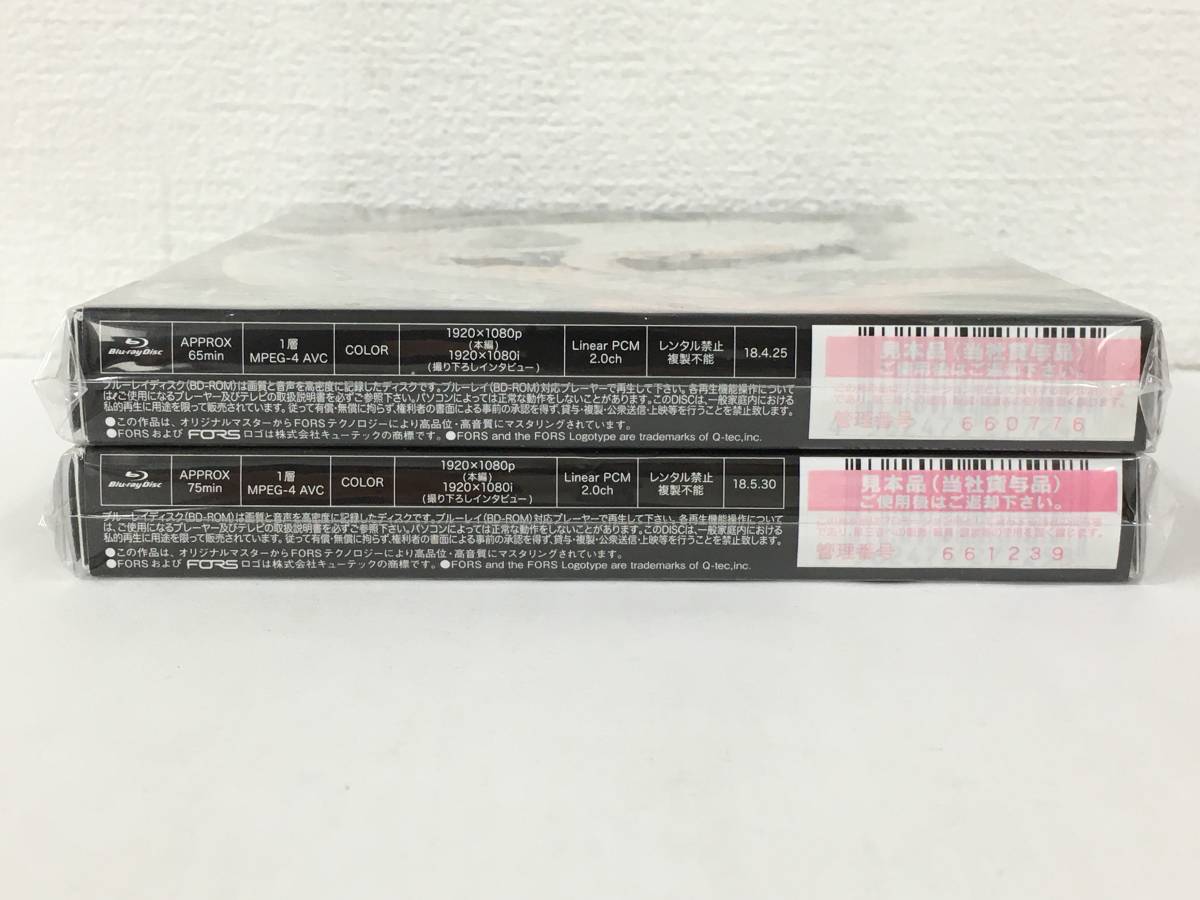 Blu-ray Disc
APPROX
65min
1層
MPEG-4 AVC
COLOR
1920×1080p
(本編)
1920×1080i
(撮り下ろしインタビュー)
Linear PCM
2.0ch
レンタル禁止
複製不能
18.4.25
ブルーレイディスク(BD-ROM)は画質と音声を高密度に記録したディスクです。ブルーレイ(BD-ROM)対応プレーヤーで再生して下さい。各再生機能操作について
は、ご使用になるプレーヤー及びテレビの取扱説明書を必ずご参照下さい。パソコンによっては正常な動作をしないことがあります。このDISCは、一般家庭内における
私的再生に用途を限って販売されています。従って有償・無償に拘らず、権利者の書面による事前の承認を得ず、貸与・複製・公衆送信・上映等を行うことを禁止致します。
●この作品は、オリジナルマスターからFORSテクノロジーにより高品位・高音質にマスタリングされています。
●FORSおよび FORS ロゴは株式会社キューテックの商標です。●FORS and the FORS Logotype are trademarks of Q-tec,inc.
見本品(当社貸与品)
ご使用後はご返却下さい。
管理番号 660776
Blu-ray Disc
APPROX
75min
1層
MPEG-4 AVC
COLOR
1920×1080p
(本編)
1920×1080i
(撮り下ろしインタビュー)
Linear PCM
2.0ch
レンタル禁止
複製不能
18.5.30
ブルーレイディスク(BD-ROM)は画質と音声を高密度に記録したディスクです。ブルーレイ(BD-ROM)対応プレーヤーで再生して下さい。各再生機能操作について
は、ご使用になるプレーヤー及びテレビの取扱説明書を必ずご参照下さい。パソコンによっては正常な動作をしないことがあります。このDISCは、一般家庭内における
私的再生に用途を限って販売されています。従って有償・無償に拘らず、権利者の書面による事前の承認を得ず、貸与・複製・公衆送信・上映等を行うことを禁止致します。
●この作品は、オリジナルマスターからFORSテクノロジーにより高品位・高音質にマスタリングされています。
●FORSおよび FORS ロゴは株式会社キューテックの商標です。●FORS and the FORS Logotype are trademarks of Q-tec,inc.
見本品(当社貸与品)
ご使用後はご返却下さい。
管理番号 661239